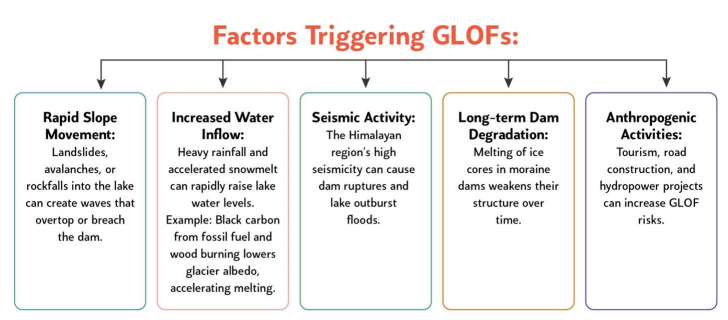 Factors Triggering GLOFs:
Rapid Slope
Movement:
Landslides,
avalanches, or
rockfalls into the lake
can create waves that
overtop or breach
the dam.
Increased Water
Inflow:
Heavy rainfall and
accelerated snowmelt
can rapidly raise lake
water levels.
Example: Black carbon
from fossil fuel and
wood burning lowers
glacier albedo,
accelerating melting.
Seismic Activity:
The Himalayan
region's high
seismicity can cause
dam ruptures and
lake outburst
floods.
Long-term Dam
Degradation:
Melting of ice
cores in moraine
dams weakens their
structure over
time.
Anthropogenic
Activities:
Tourism, road
construction, and
hydropower projects
can increase GLOF
risks.